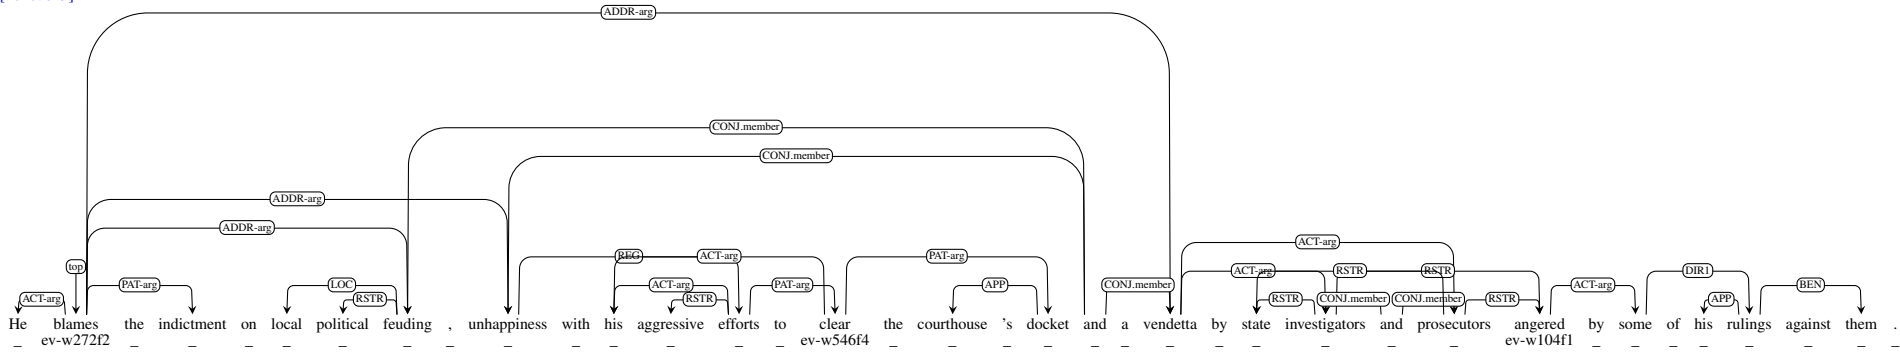 ADDR-arg
CONJ.member
CONJ.member
ADDR-arg
ADDR-arg
ACT-arg
REG ACT-arg PAT-arg
top ACT-arg RSTR RSTR DIR1
PAT-arg LOC ACT-arg PAT-arg APP CONJ.member ACT-arg BEN
ACT-arg RSTR RSTR RSTR CONJ.member CONJ.member RSTR APP
He blames the indictment on local political feuding , unhappiness with his aggressive efforts to clear the courthouse 's docket and a vendetta by state investigators and prosecutors angered by some of his rulings against them .
_ ev-w272f2 _ _ _ _ _ _ _ _ _ _ _ _ _ ev-w546f4 _ _ _ _ _ _ _ _ _ _ _ _ ev-w104f1 _ _ _ _ _ _ _ _